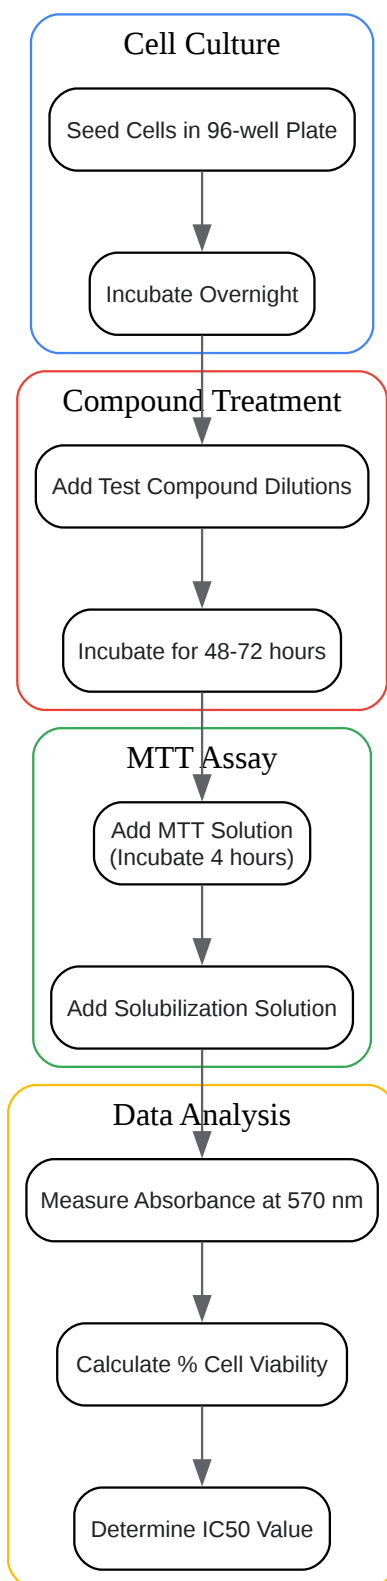 Cell Culture
Seed Cells in 96-well Plate
Incubate Overnight
Compound Treatment
Add Test Compound Dilutions
Incubate for 48-72 hours
MTT Assay
Add MTT Solution
(Incubate 4 hours)
Add Solubilization Solution
Data Analysis
Measure Absorbance at 570 nm
Calculate % Cell Viability
Determine IC50 Value